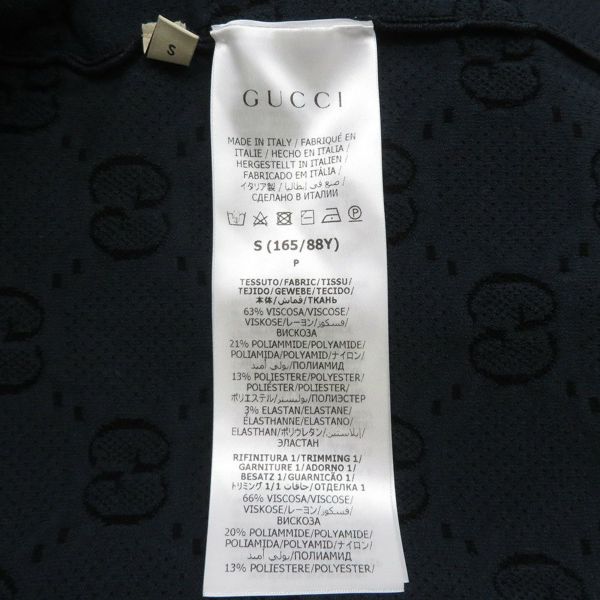 S
GUCCI
MADE IN ITALY / FABRIQUÉ EN
ITALIE / HECHO EN ITALIA /
HERGESTELLT IN ITALIEN /
FABRICADO EM ITÁLIA /
イタリア製 / صنع في إيطاليا /
СДЕЛАНО В ИТАЛИИ
S (165/88Y)
P
TESSUTO/FABRIC/TISSU/
TEJIDO/GEWEBE/TECIDO/
本体/قماش/ТКАНЬ
63% VISCOSA/VISCOSE/
VISKOSE/レーヨン/فسكوز/
ВИСКОЗА
21% POLIAMMIDE/POLYAMIDE/
POLIAMIDA/POLYAMID/ナイロン/
بولي أميد/ПОЛИАМИД
13% POLIESTERE/POLYESTER/
POLIÉSTER/POLIESTER/
ポリエステル/بوليستر/ПОЛИЭСТЕР
3% ELASTAN/ELASTANE/
ÉLASTHANNE/ELASTANO/
ELASTHAN/ポリウレタン/إيلاستين/
ЭЛАСТАН
RIFINITURA 1/TRIMMING 1/
GARNITURE 1/ADORNO 1/
BESATZ 1/GUARNICÃO 1/
トリミング 1/1 حافات/ОТДЕЛКА 1
66% VISCOSA/VISCOSE/
VISKOSE/レーヨン/فسكوز/
ВИСКОЗА
20% POLIAMMIDE/POLYAMIDE/
POLIAMIDA/POLYAMID/ナイロン/
بولي أميد/ПОЛИАМИД
13% POLIESTERE/POLYESTER/